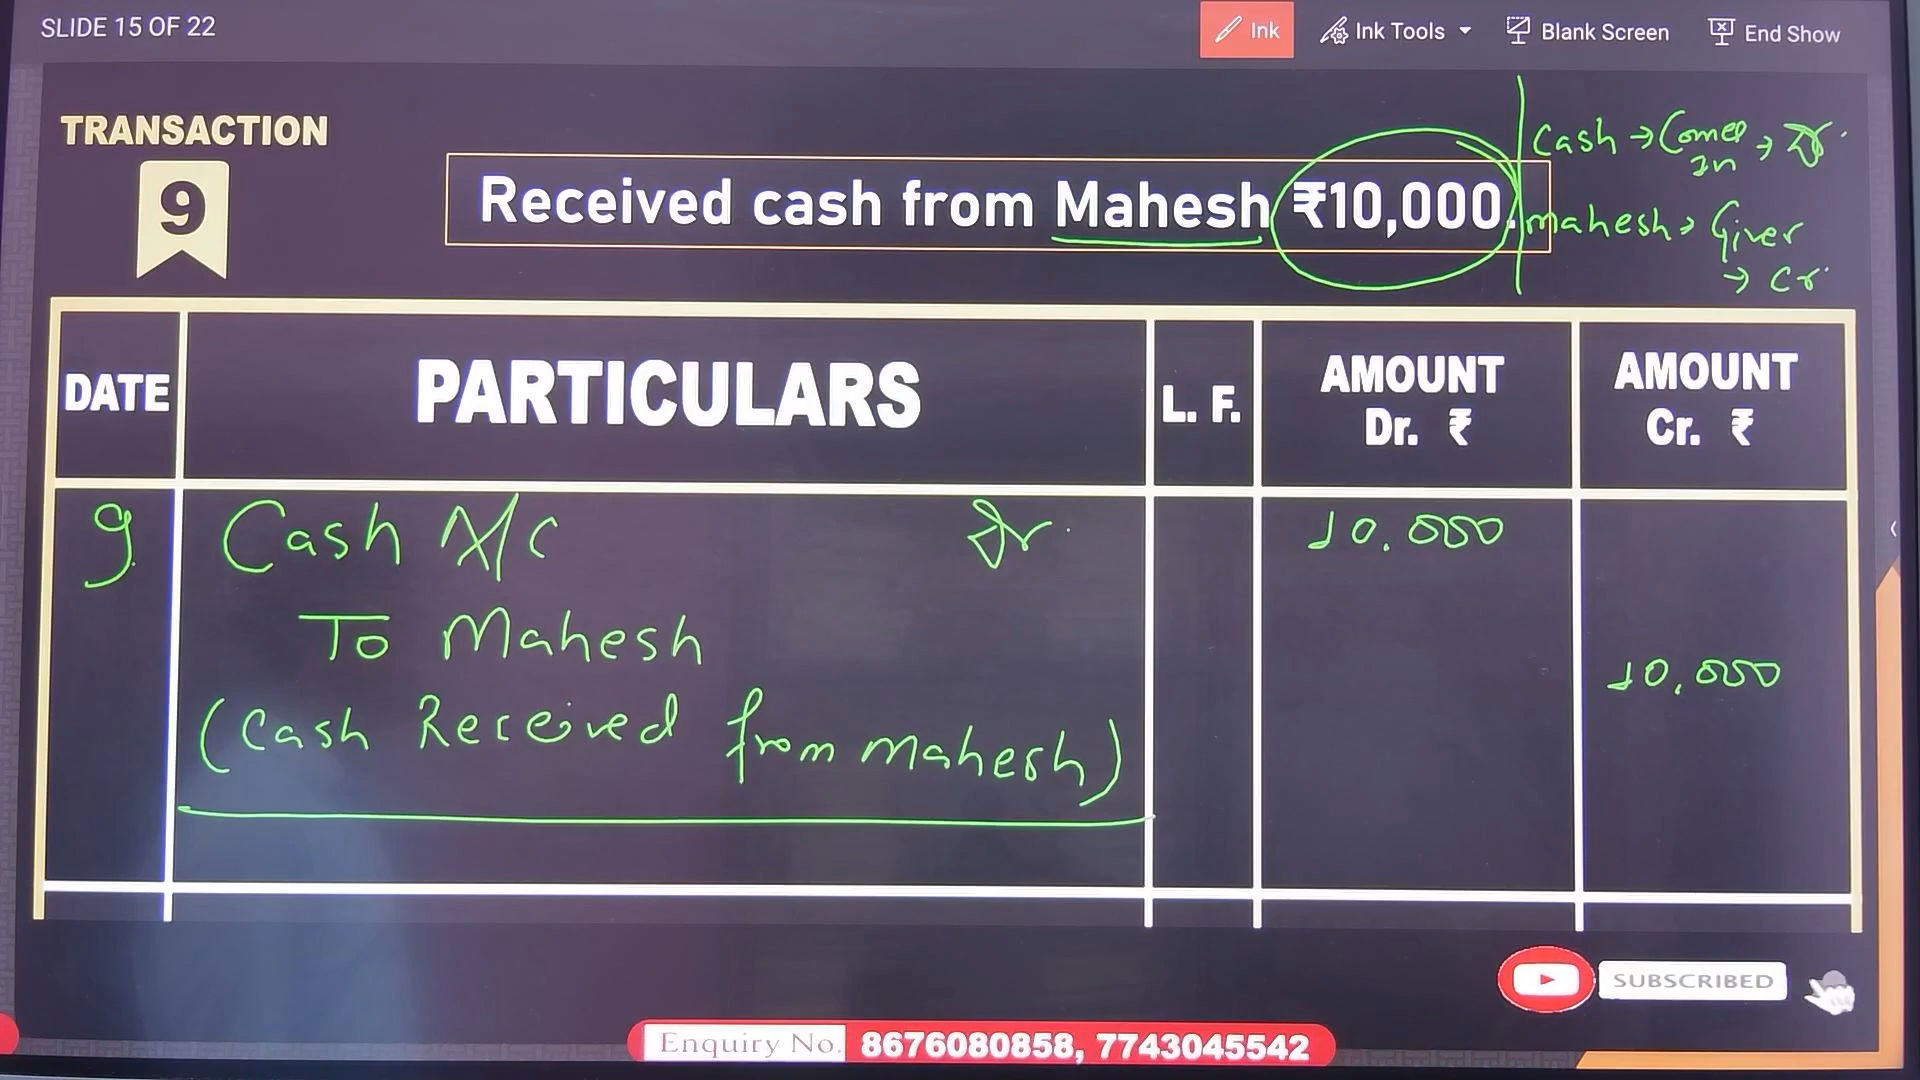 SLIDE 15 OF 22
Ink
Ink Tools
Blank Screen
End Show
TRANSACTION
9
Received cash from Mahesh ₹10,000.
Cash → Comes In → Dr.
Mahesh → Giver
→ Cr.
DATE
PARTICULARS
L. F.
AMOUNT
Dr. ₹
AMOUNT
Cr. ₹
9 Cash A/c Dr. 10,000
To Mahesh 10,000
(Cash Received from Mahesh)
SUBSCRIBED
Enquiry No. 8676080858, 7743045542